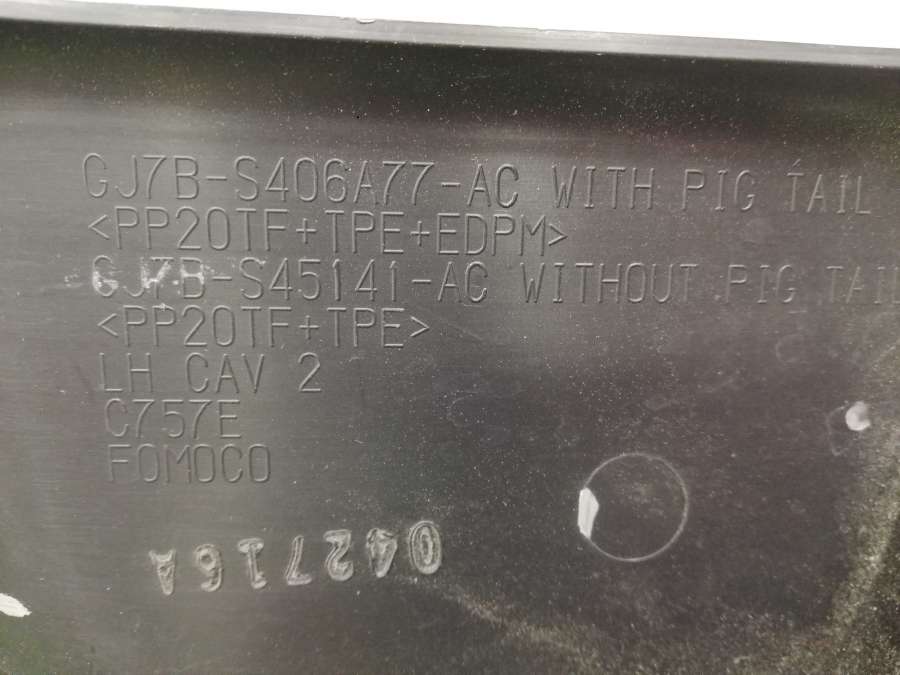 GJ7B-S406A77-AC WITH PIG TAIL
<PP20TF+TPE+EDPM>
GJ7B-S45141-AC WITHOUT PIG TAIL
<PP20TF+TPE>
LH CAV 2
C757E
FOMOCO
042716A